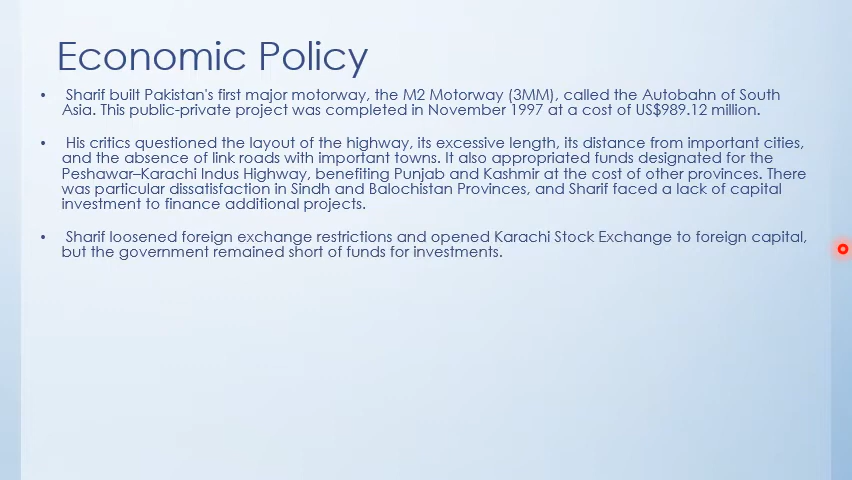 Economic Policy
• Sharif built Pakistan's first major motorway, the M2 Motorway (3MM), called the Autobahn of South
Asia. This public-private project was completed in November 1997 at a cost of US$989.12 million.
• His critics questioned the layout of the highway, its excessive length, its distance from important cities,
and the absence of link roads with important towns. It also appropriated funds designated for the
Peshawar–Karachi Indus Highway, benefiting Punjab and Kashmir at the cost of other provinces. There
was particular dissatisfaction in Sindh and Balochistan Provinces, and Sharif faced a lack of capital
investment to finance additional projects.
• Sharif loosened foreign exchange restrictions and opened Karachi Stock Exchange to foreign capital,
but the government remained short of funds for investments.